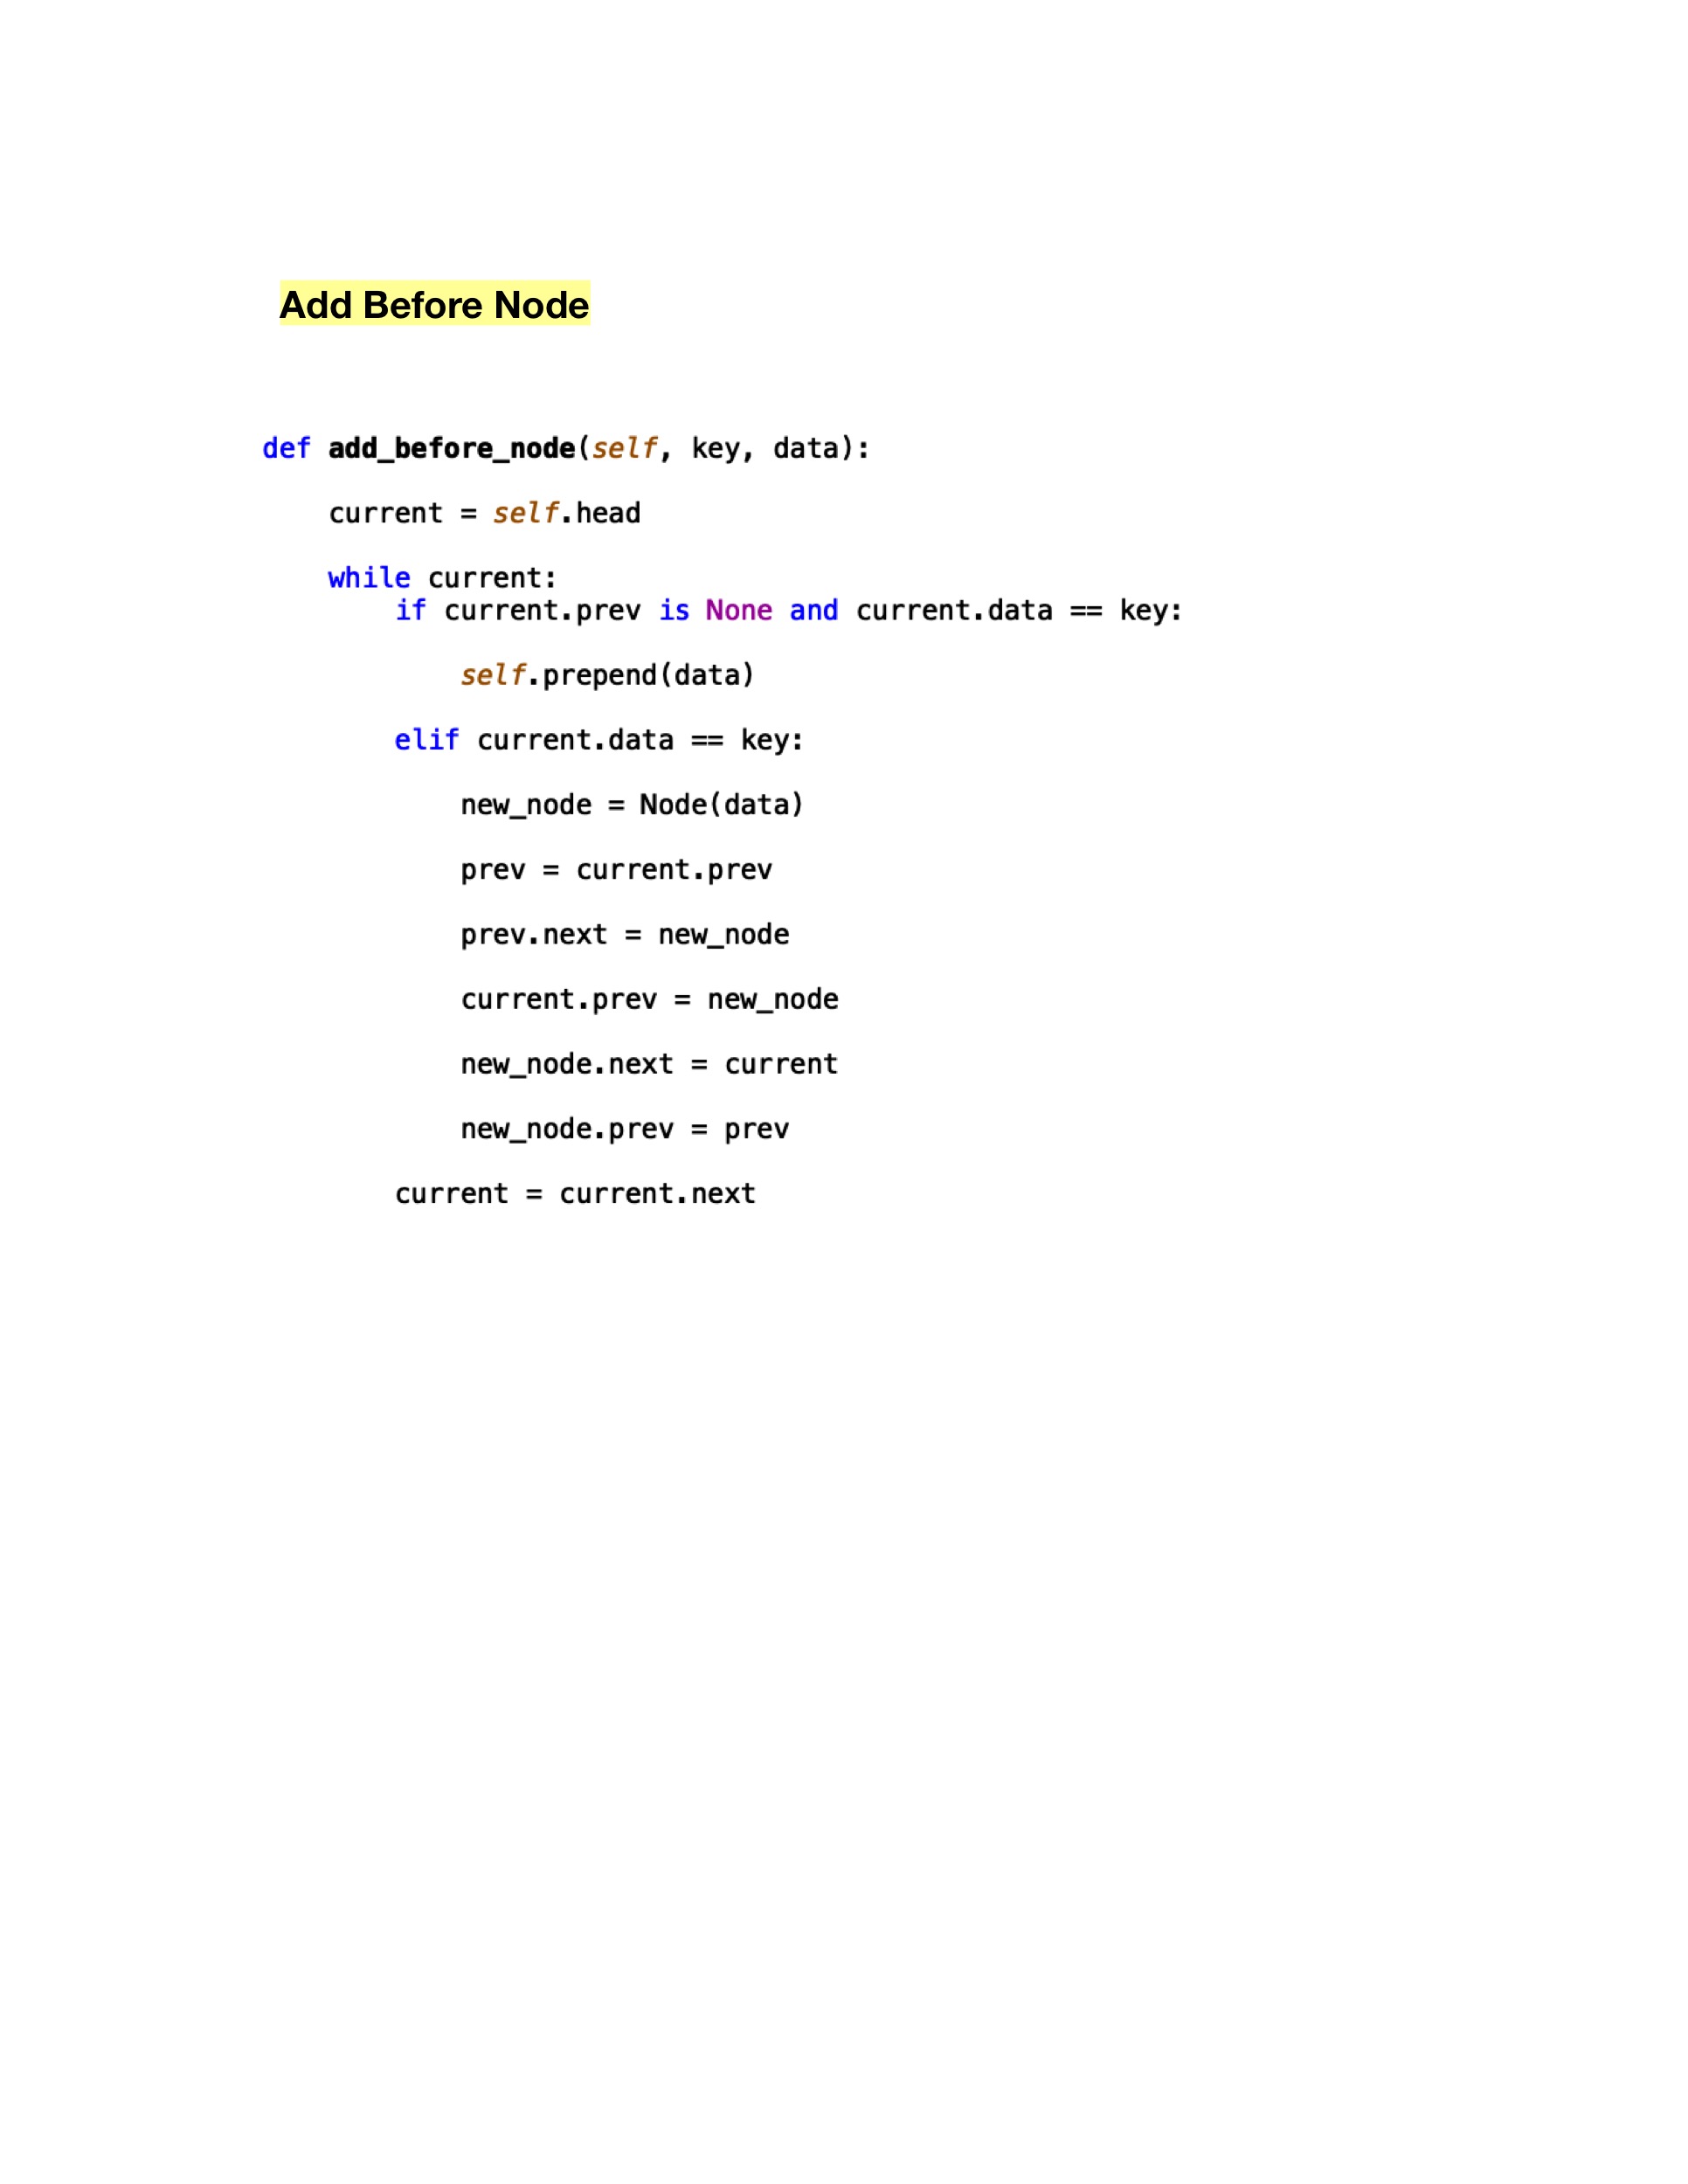 Add Before Node
def add_before_node(self, key, data):
current = self.head
while current:
if current.prev is None and current.data == key:
self.prepend(data)
elif current.data == key:
new_node = Node(data)
prev = current.prev
prev.next = new_node
current.prev = new_node
new_node.next = current
new_node.prev = prev
current = current.next